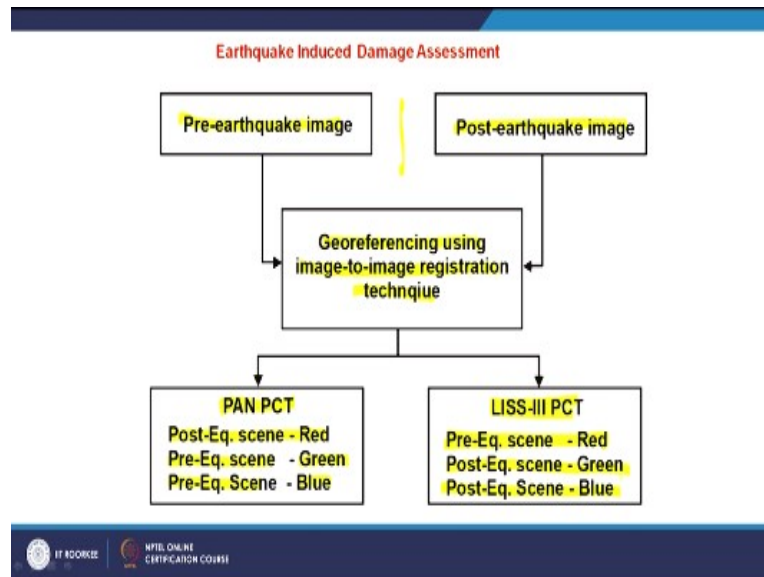 Earthquake Induced Damage Assessment
Pre-earthquake image
Post-earthquake image
Georeferencing using
image-to-image registration
technqiue
PAN PCT
Post-Eq. scene - Red
Pre-Eq. scene - Green
Pre-Eq. Scene - Blue
LISS-III PCT
Pre-Eq. scene - Red
Post-Eq. scene - Green
Post-Eq. Scene - Blue
IIT ROORKEE
NPTEL ONLINE
CERTIFICATION COURSE